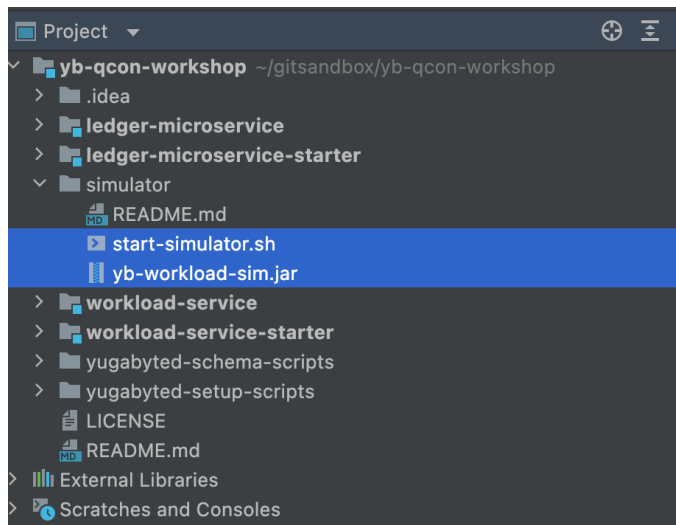 Project
yb-qcon-workshop ~/gitsandbox/yb-qcon-workshop
.idea
ledger-microservice
ledger-microservice-starter
simulator
MD README.md
start-simulator.sh
yb-workload-sim.jar
workload-service
workload-service-starter
yugabyted-schema-scripts
yugabyted-setup-scripts
LICENSE
MD README.md
External Libraries
Scratches and Consoles